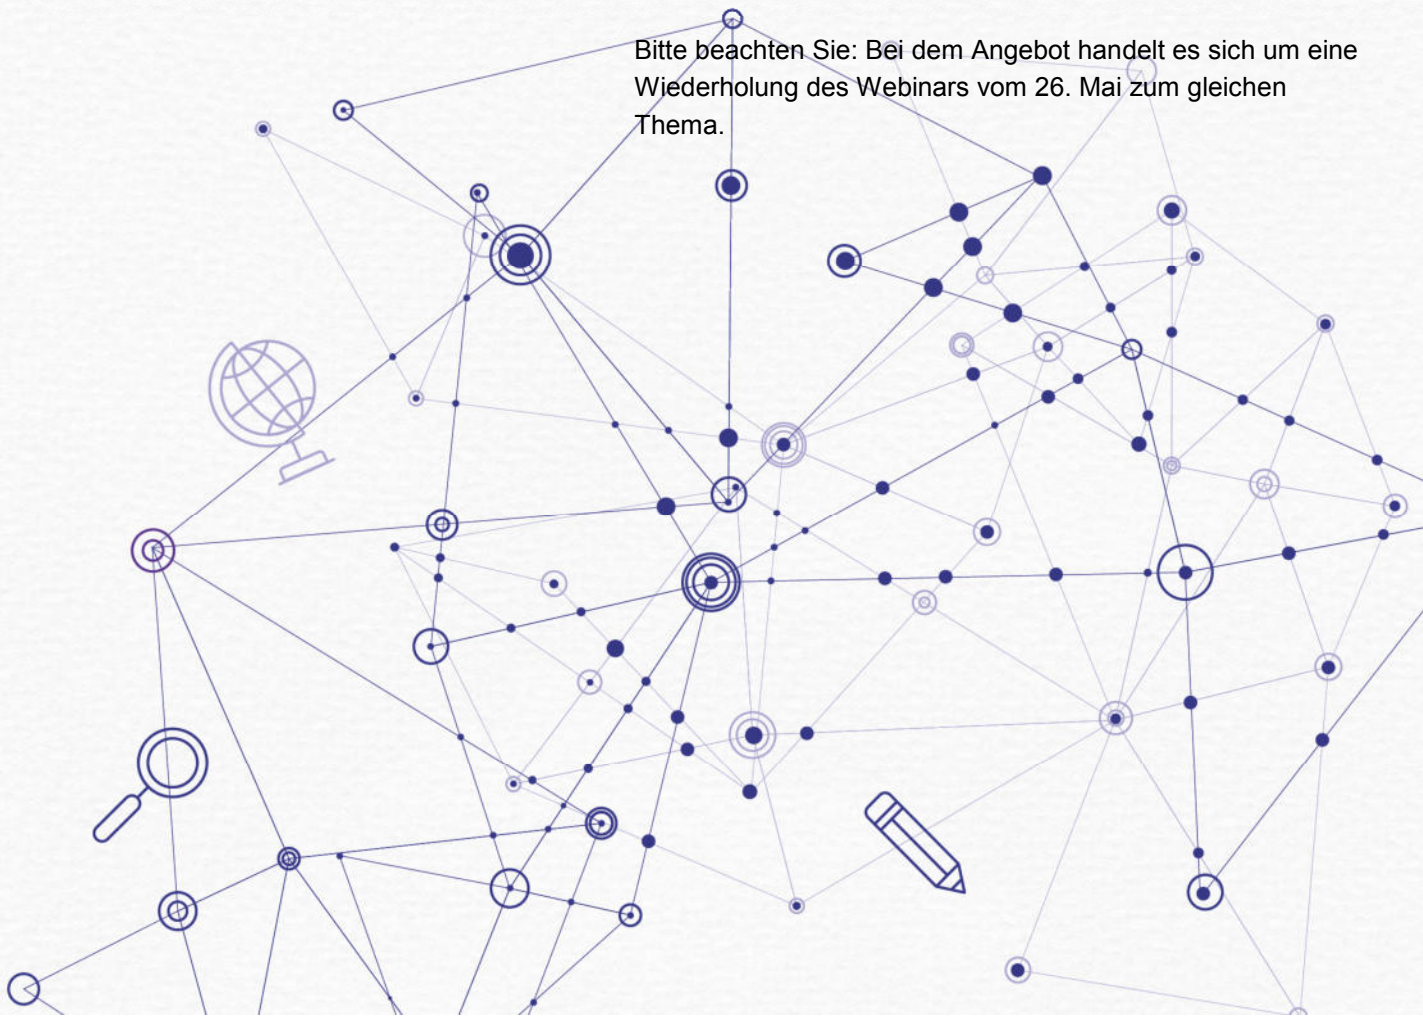 Bitte beachten Sie: Bei dem Angebot handelt es sich um eine
Wiederholung des Webinars vom 26. Mai zum gleichen
Thema.